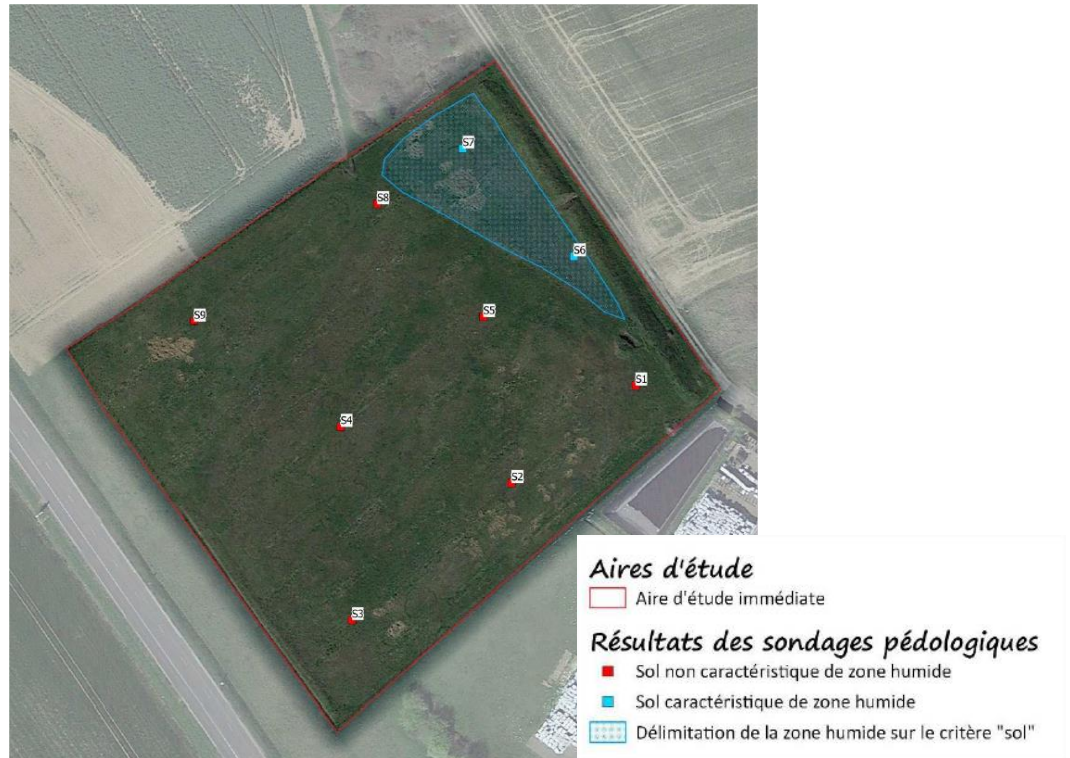 S7
S8
S6
S9
S5
S1
S4
S2
S3
Aires d'étude
Aire d'étude immédiate
Résultats des sondages pédologiques
Sol non caractéristique de zone humide
Sol caractéristique de zone humide
Délimitation de la zone humide sur le critère "sol"